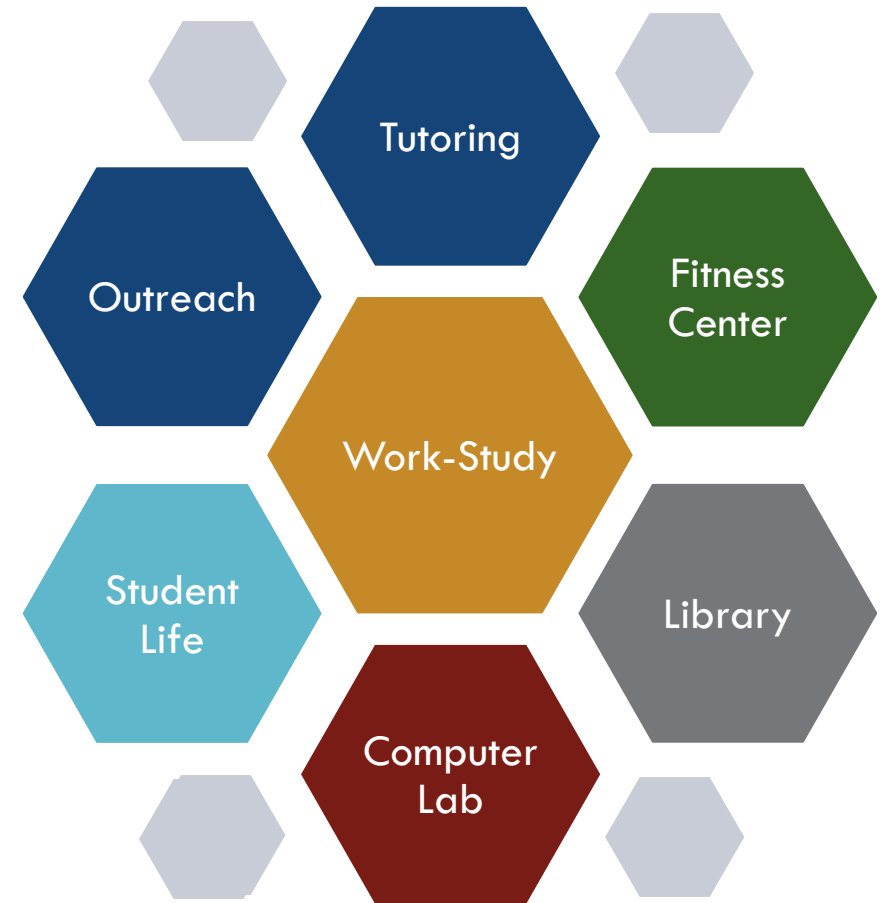 Tutoring
Outreach
Fitness
Center
Work-Study
Student
Life
Library
Computer
Lab